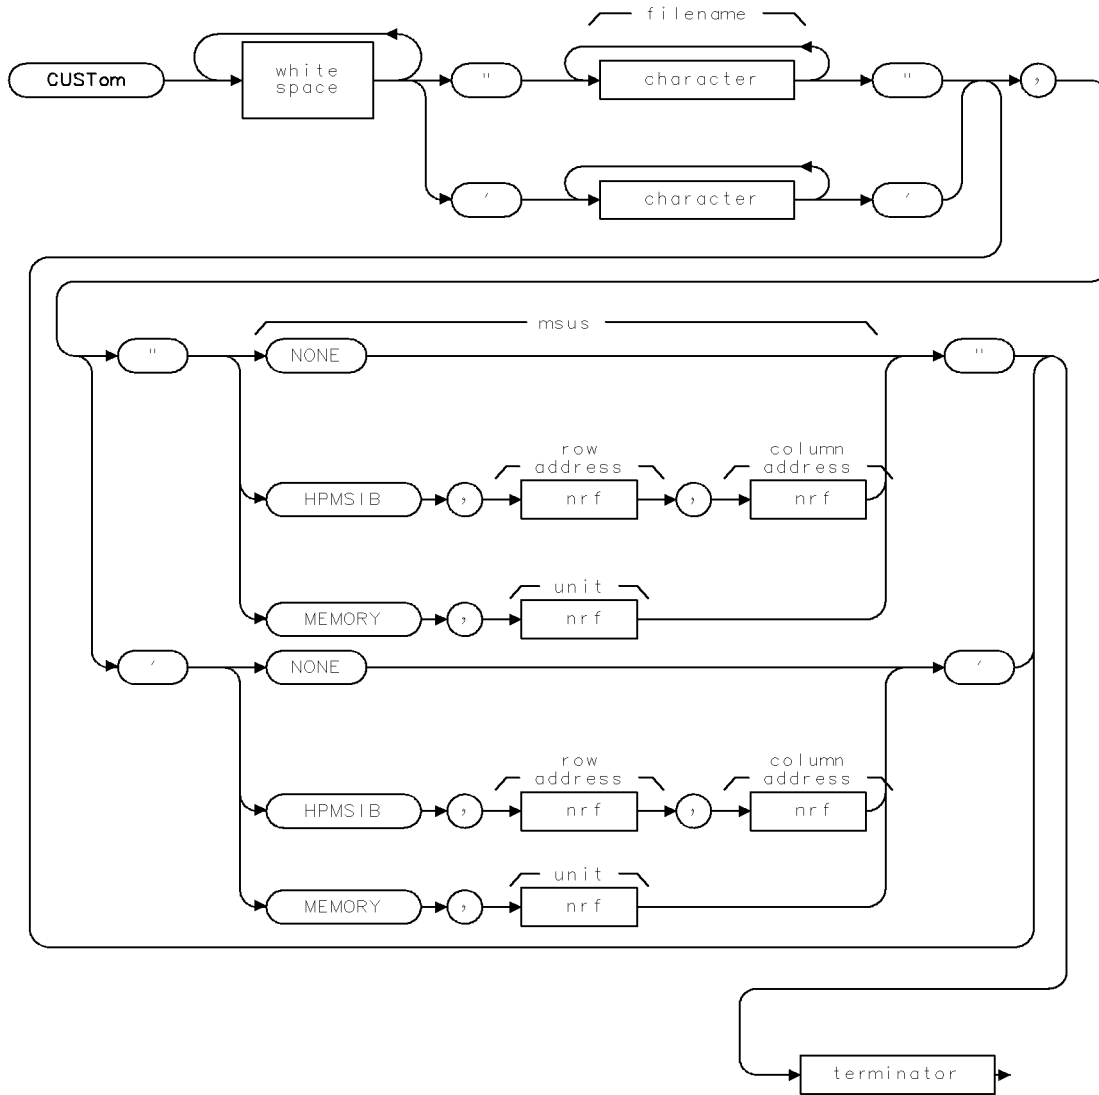 filename
CUSTom
white
space
"
character
"
,
'
character
'
msus
"
NONE
"
row
address
column
address
HPMSIB
,
nrf
,
nrf
unit
MEMORY
,
nrf
'
NONE
'
row
address
column
address
HPMSIB
,
nrf
,
nrf
unit
MEMORY
,
nrf
terminator